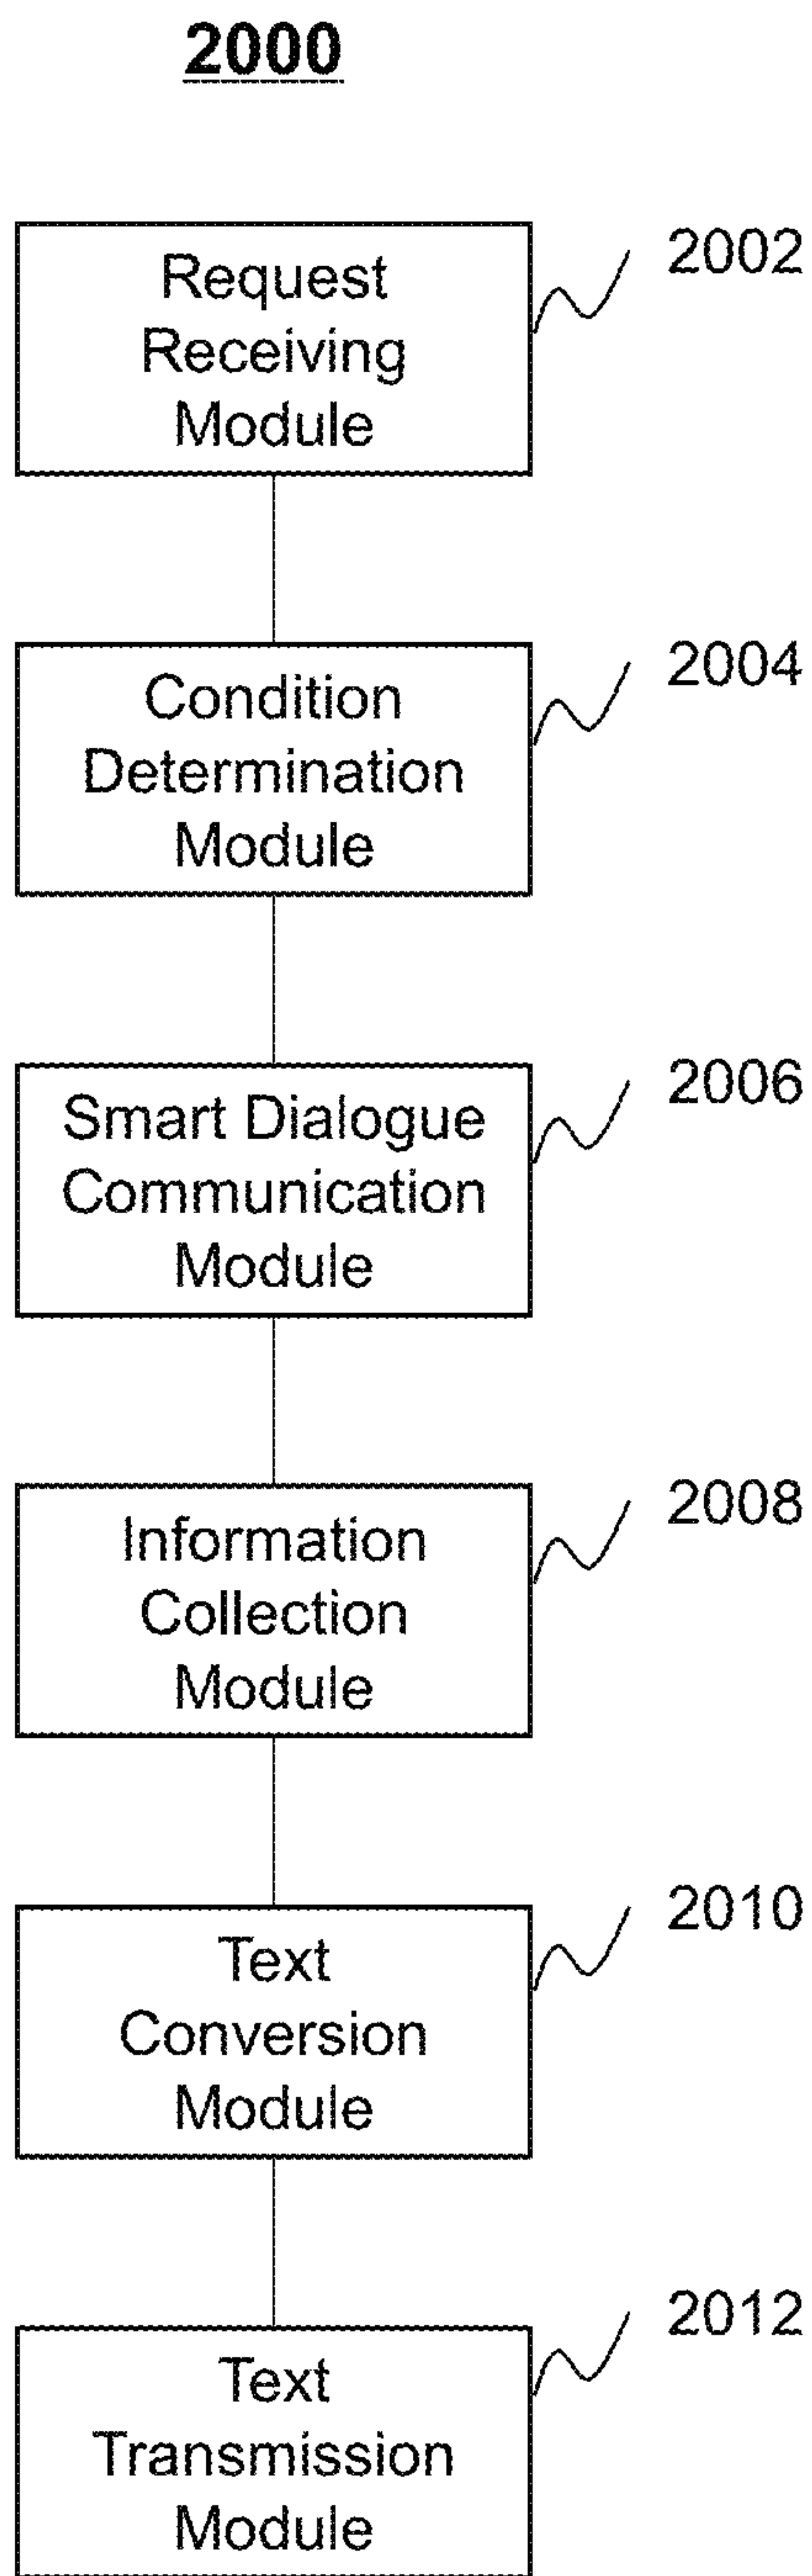 2000
Request
Receiving
Module
2002
Condition
Determination
Module
2004
Smart Dialogue
Communication
Module
2006
Information
Collection
Module
2008
Text
Conversion
Module
2010
Text
Transmission
Module
2012